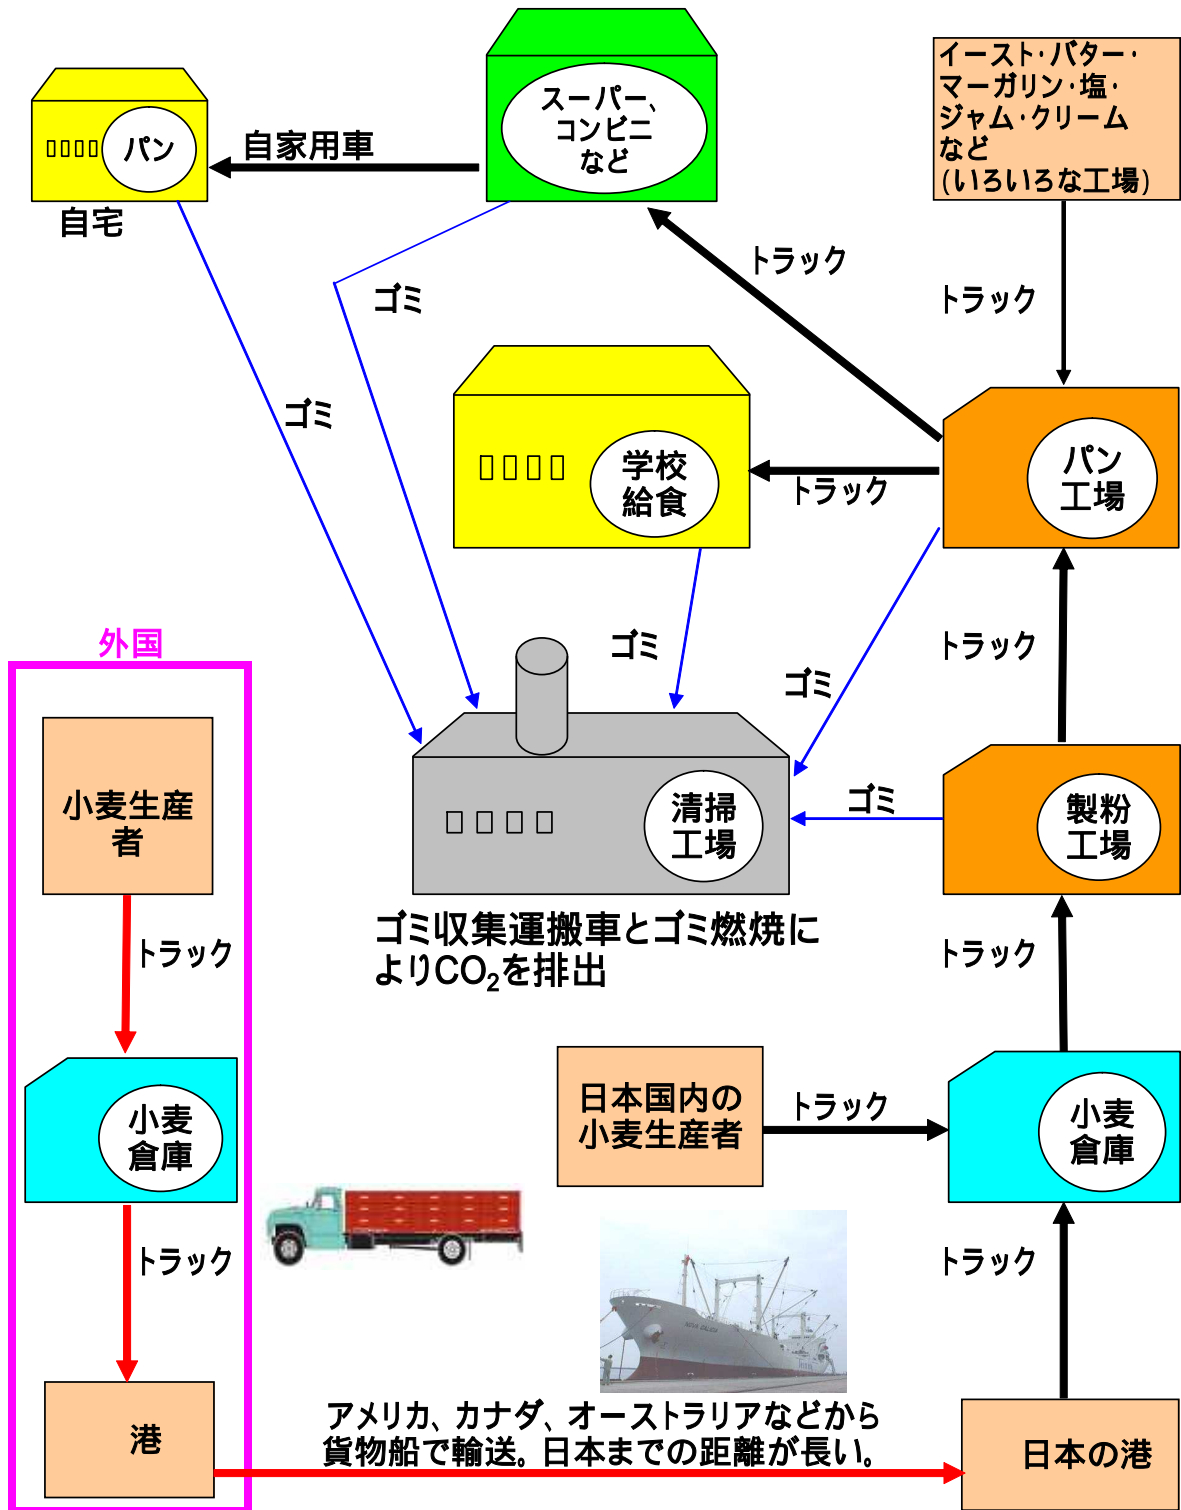 スーパー、
コンビニ
など
イースト・バター・
マーガリン・塩・
ジャム・クリーム
など
(いろいろな工場)
パン
自家用車
自宅
トラック
ゴミ
トラック
ゴミ
学校
給食
トラック
パン
工場
外国
ゴミ
ゴミ
トラック
小麦生産
者
清掃
工場
ゴミ
製粉
工場
ゴミ収集運搬車とゴミ燃焼に
よりCO₂を排出
トラック
トラック
小麦
倉庫
日本国内の
小麦生産者
トラック
小麦
倉庫
トラック
トラック
港
アメリカ、カナダ、オーストラリアなどから
貨物船で輸送。日本までの距離が長い。
日本の港